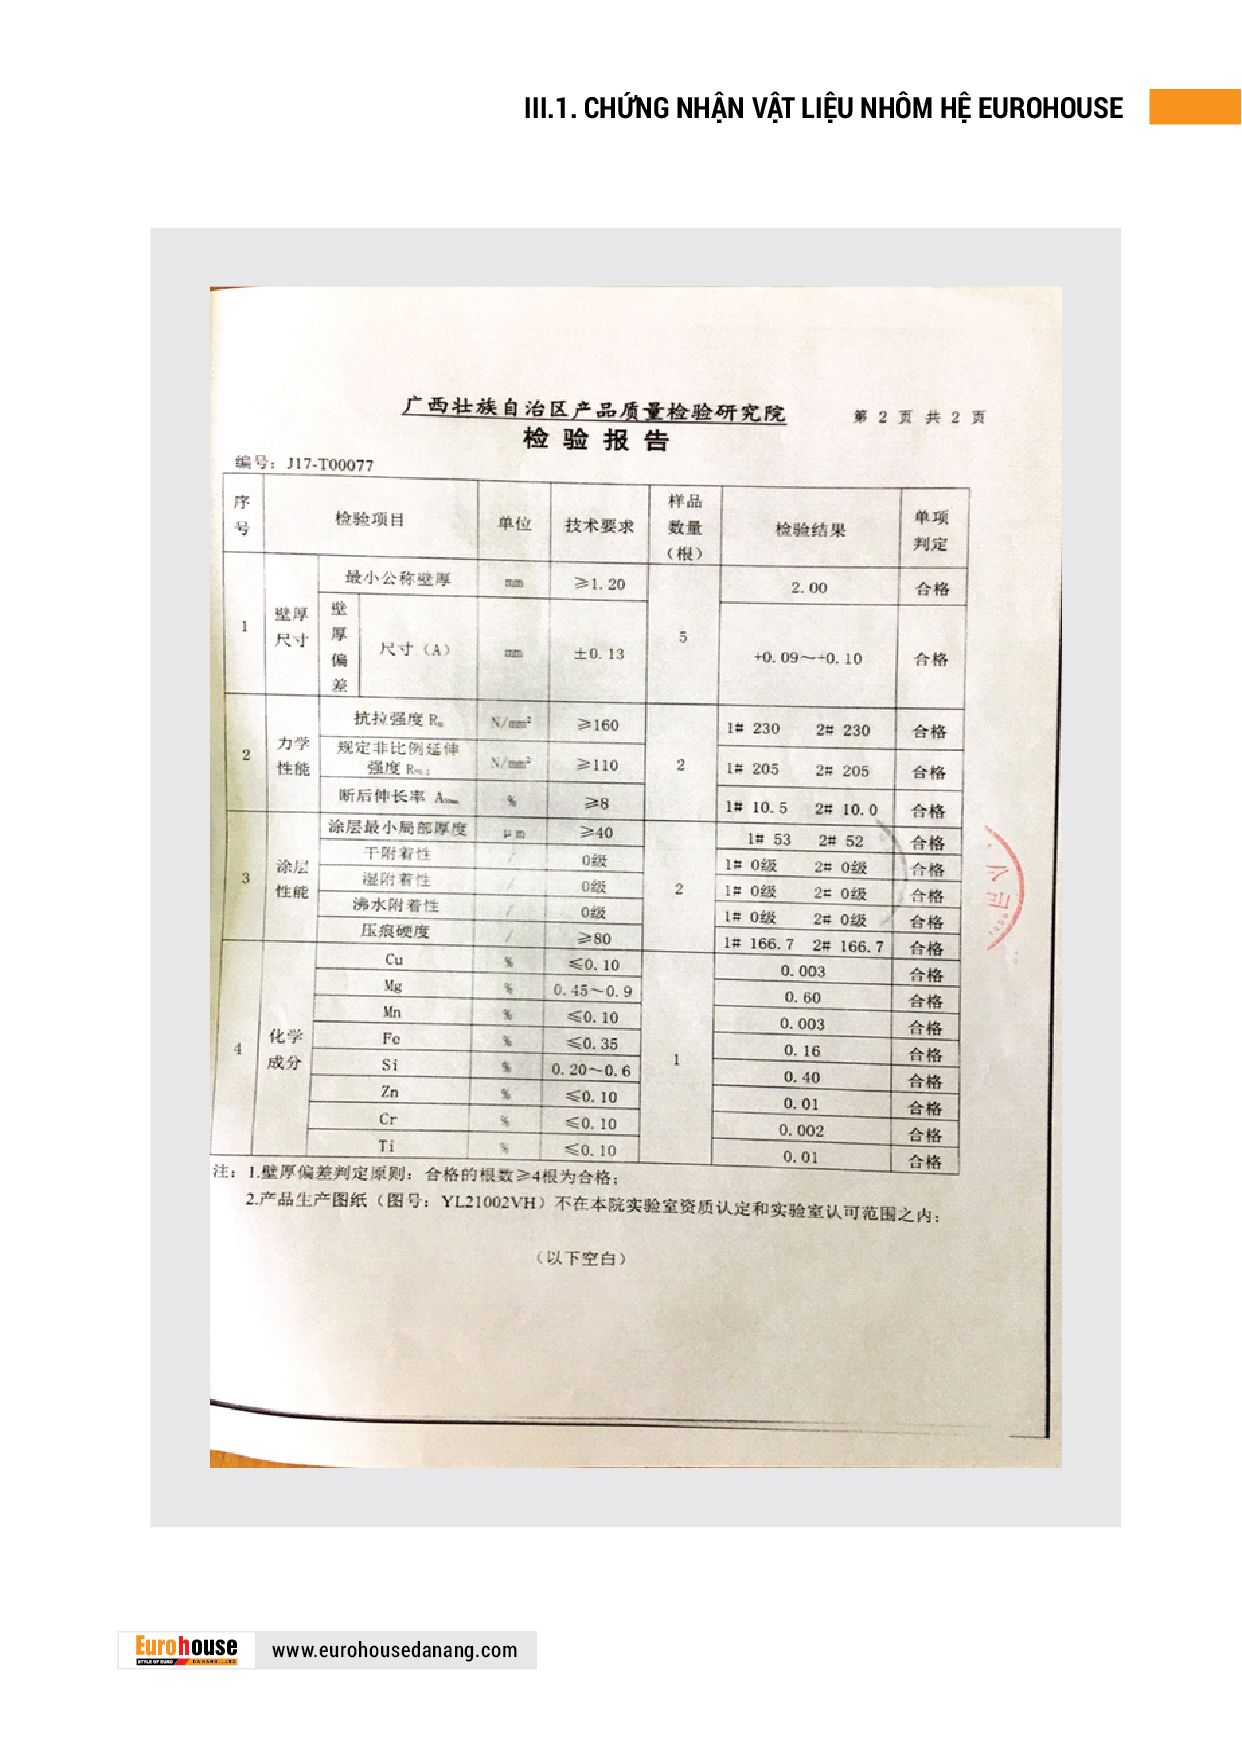 III.1. CHỨNG NHẬN VẬT LIỆU NHÔM HỆ EUROHOUSE
广西壮族自治区产品质量检验研究院
第 2 页 共 2 页
检验报告
编号：J17-T00077
序号 检验项目 单位 技术要求 样品数量（根） 检验结果 单项判定
1 壁厚尺寸 最小公称壁厚 mm ≥1.20 5 2.00 合格
壁厚偏差 尺寸（A） mm ±0.13 +0.09～+0.10 合格
2 力学性能 抗拉强度 Rm N/mm² ≥160 2 1# 230 2# 230 合格
规定非比例延伸强度 Rp0.2 N/mm² ≥110 1# 205 2# 205 合格
断后伸长率 % ≥8 1# 10.5 2# 10.0 合格
3 涂层性能 涂层最小局部厚度 μm ≥40 2 1# 53 2# 52 合格
干附着性 / 0级 1# 0级 2# 0级 合格
湿附着性 / 0级 1# 0级 2# 0级 合格
沸水附着性 / 0级 1# 0级 2# 0级 合格
压痕硬度 / ≥80 1# 166.7 2# 166.7 合格
4 化学成分 Cu % ≤0.10 1 0.003 合格
Mg % 0.45～0.9 0.60 合格
Mn % ≤0.10 0.003 合格
Fe % ≤0.35 0.16 合格
Si % 0.20～0.6 0.40 合格
Zn % ≤0.10 0.01 合格
Cr % ≤0.10 0.002 合格
Ti % ≤0.10 0.01 合格
注：1.壁厚偏差判定原则：合格的根数≥4根为合格；
2.产品生产图纸（图号：YL21002VH）不在本院实验室资质认定和实验室认可范围之内；
（以下空白）
Eurohouse
STYLE OF EURO DA NANG., JSC
www.eurohousedanang.com